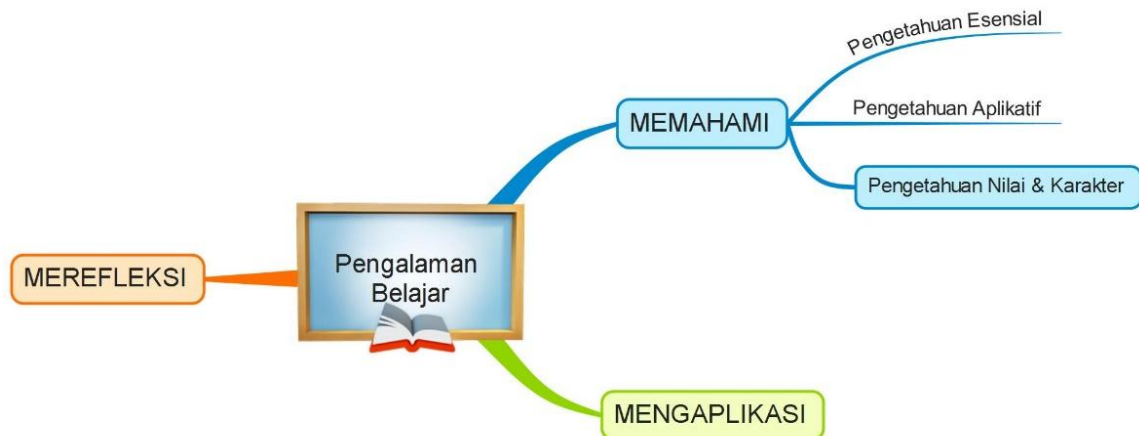 Pengetahuan Esensial
Pengetahuan Aplikatif
MEMAHAMI
Pengetahuan Nilai & Karakter
Pengalaman
Belajar
MEREFLEKSI
MENGAPLIKASI